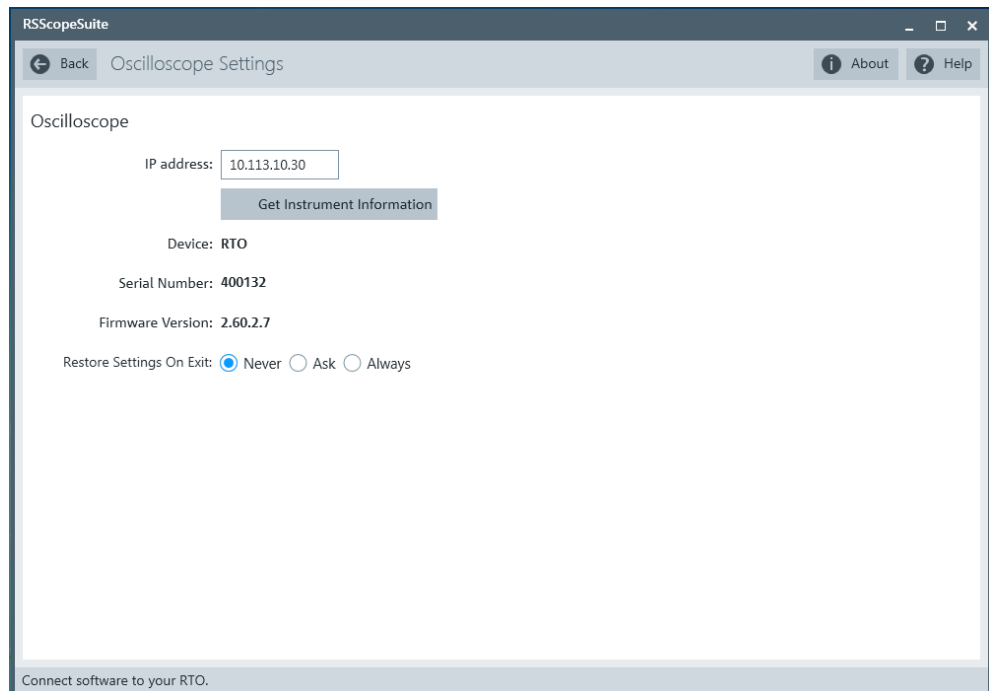 RSScopeSuite
Back Oscilloscope Settings About Help
Oscilloscope
IP address: 10.113.10.30
Get Instrument Information
Device: RTO
Serial Number: 400132
Firmware Version: 2.60.2.7
Restore Settings On Exit: Never Ask Always
Connect software to your RTO.